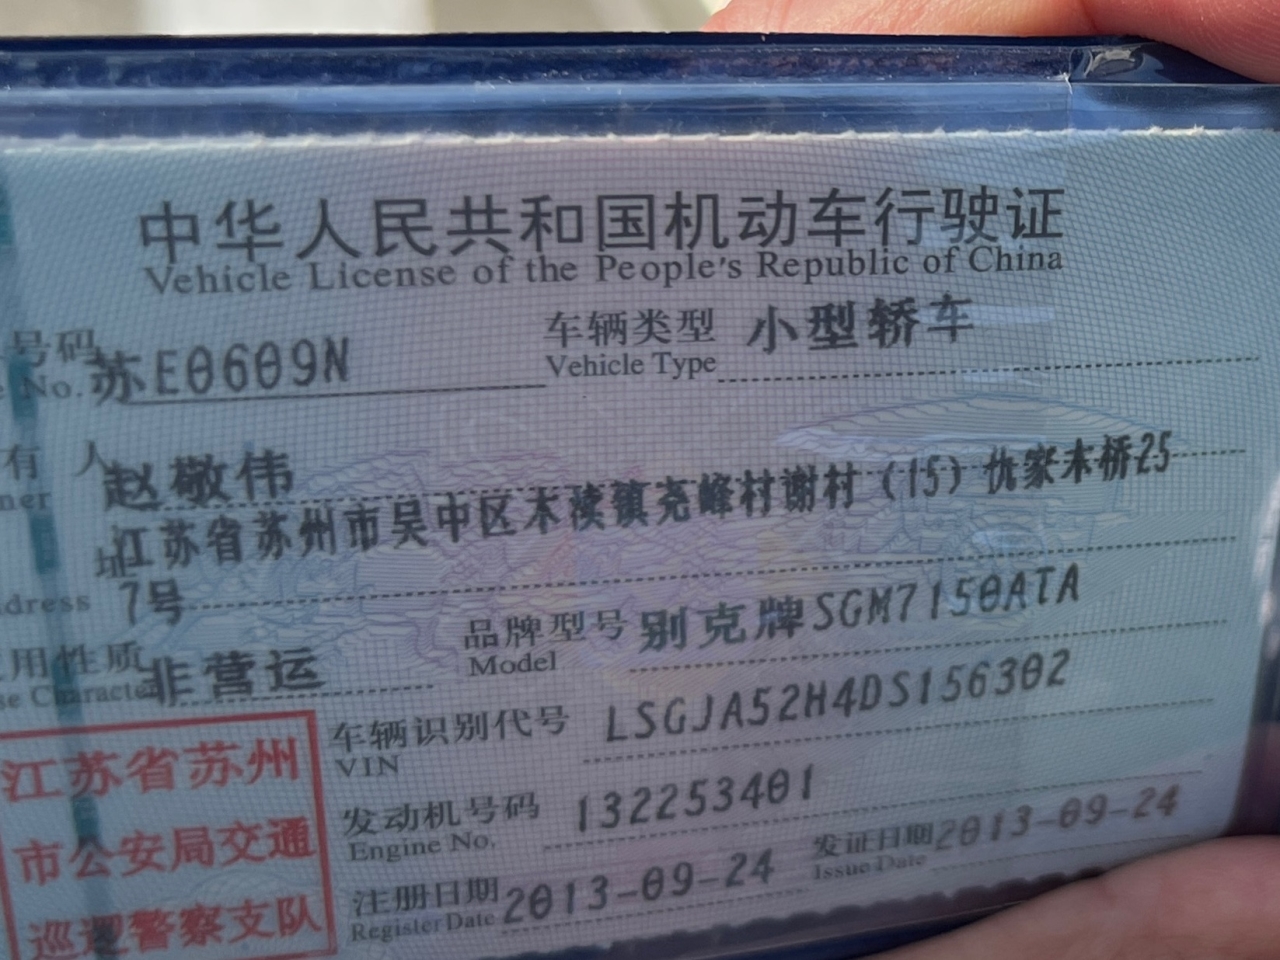 中华人民共和国机动车行驶证
Vehicle License of the People's Republic of China
号码 苏E0609N 车辆类型 小型轿车
No. Vehicle Type
有 人 赵敬伟
ner
址 江苏省苏州市吴中区木渎镇尧峰村谢村（15）仇家末桥25
dress 7号
用性质 非营运 品牌型号 别克牌SGM7150ATA
se Character Model
车辆识别代号 LSGJA52H4DS156302
VIN
发动机号码 132253401
Engine No.
注册日期 2013-09-24 发证日期 2013-09-24
Register Date Issue Date
江苏省苏州
市公安局交通
巡逻警察支队